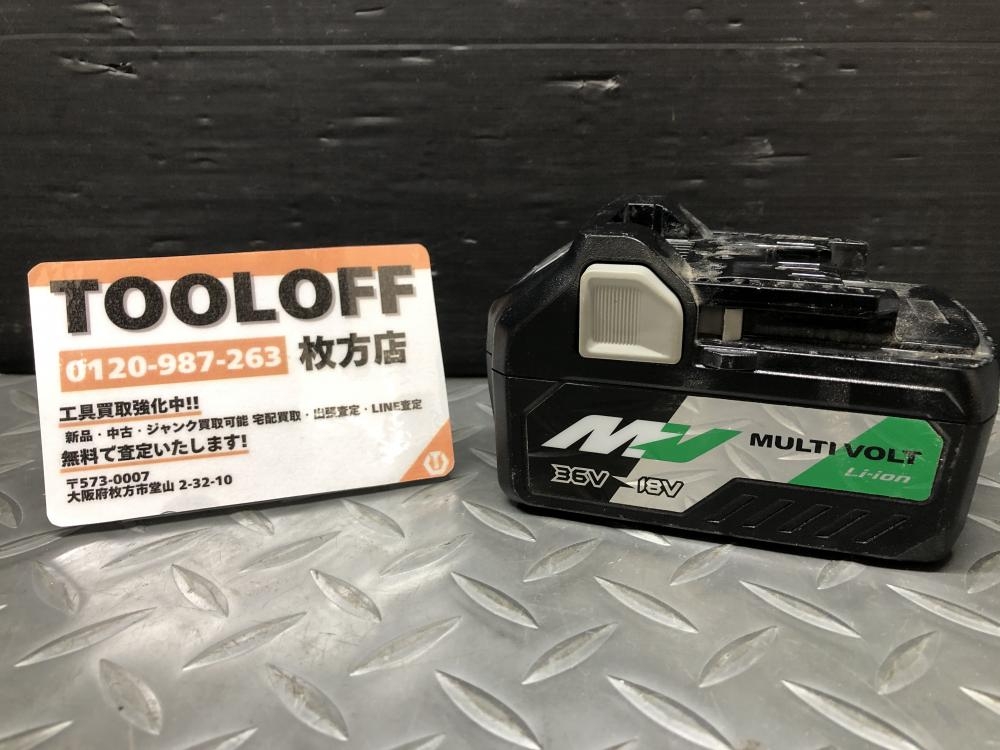 TOOLOFF
0120-987-263 枚方店
工具買取強化中!!
新品・中古・ジャンク買取可能 宅配買取・出張査定・LINE査定
無料で査定いたします!
〒573-0007
大阪府枚方市堂山 2-32-10
MV MULTI VOLT
36V 18V Li-ion